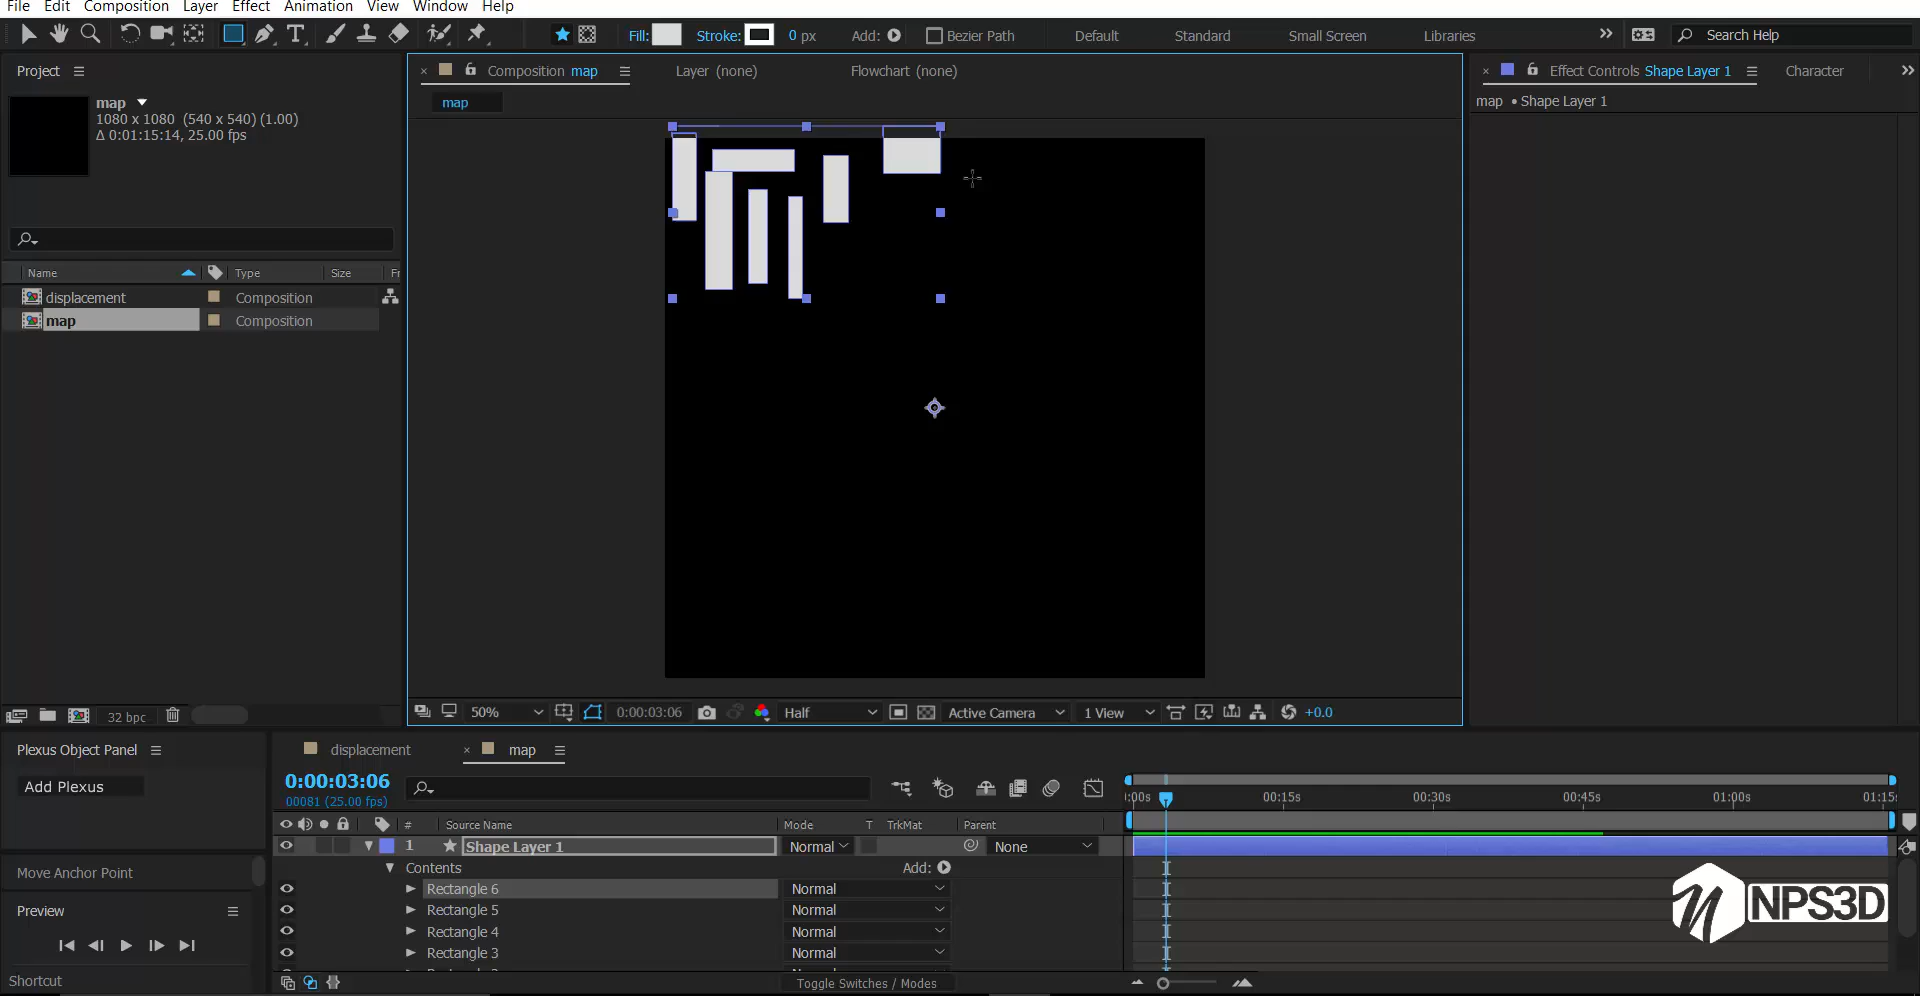 File Edit Composition Layer Effect Animation View Window Help
Fill: Stroke: 0 px Add: Bezier Path Default Standard Small Screen Libraries Search Help
Project
Composition map
Layer (none)
Flowchart (none)
Effect Controls Shape Layer 1
Character
map
map
map • Shape Layer 1
1080 x 1080 (540 x 540) (1.00)
Δ 0:01:15:14, 25.00 fps
Name Type Size Fr
displacement Composition
map Composition
32 bpc
50% 0:00:03:06 Half Active Camera 1 View +0.0
Plexus Object Panel
Add Plexus
Move Anchor Point
Preview
Shortcut
displacement
map
0:00:03:06
00081 (25.00 fps)
:00s 00:15s 00:30s 00:45s 01:00s 01:15s
# Source Name Mode T TrkMat Parent
1 Shape Layer 1 Normal None
Contents Add:
Rectangle 6 Normal
Rectangle 5 Normal
Rectangle 4 Normal
Rectangle 3 Normal
Toggle Switches / Modes
NPS3D